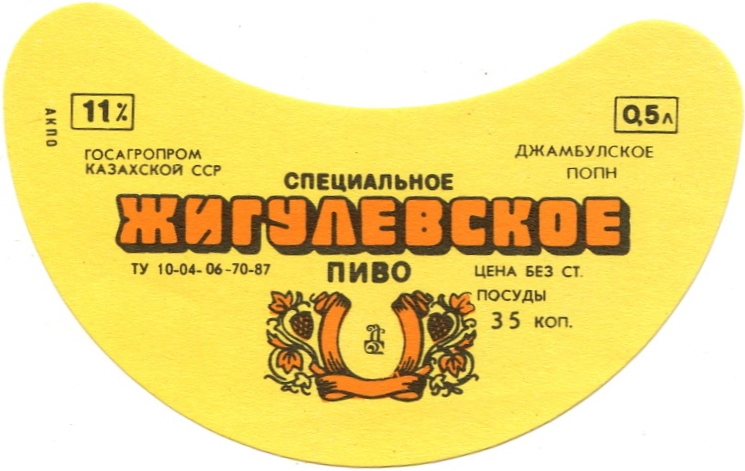 11%
0,5 л
АКПО
ГОСАГРОПРОМ
КАЗАХСКОЙ ССР
ДЖАМБУЛСКОЕ
ПОПН
СПЕЦИАЛЬНОЕ
ЖИГУЛЕВСКОЕ
ПИВО
ТУ 10-04-06-70-87
ЦЕНА БЕЗ СТ.
ПОСУДЫ
35 КОП.